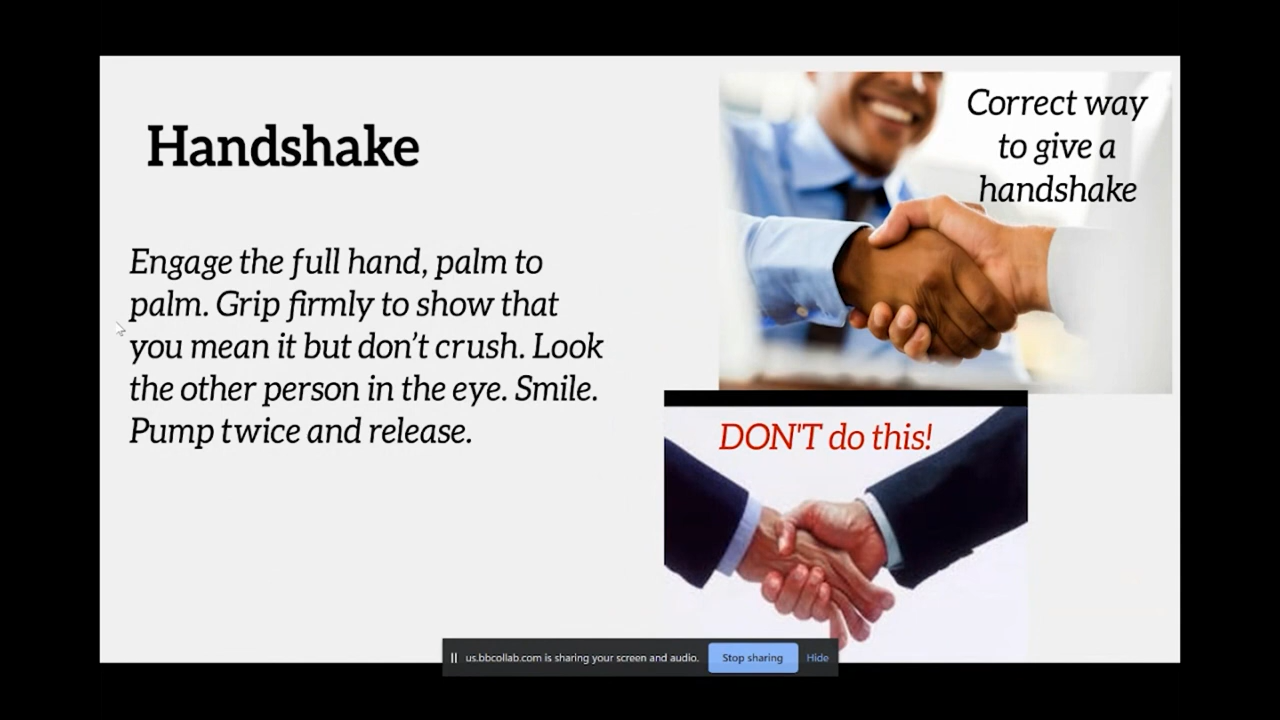 Handshake
Engage the full hand, palm to
palm. Grip firmly to show that
you mean it but don’t crush. Look
the other person in the eye. Smile.
Pump twice and release.
Correct way
to give a
handshake
DON'T do this!
us.bbcollab.com is sharing your screen and audio. Stop sharing Hide